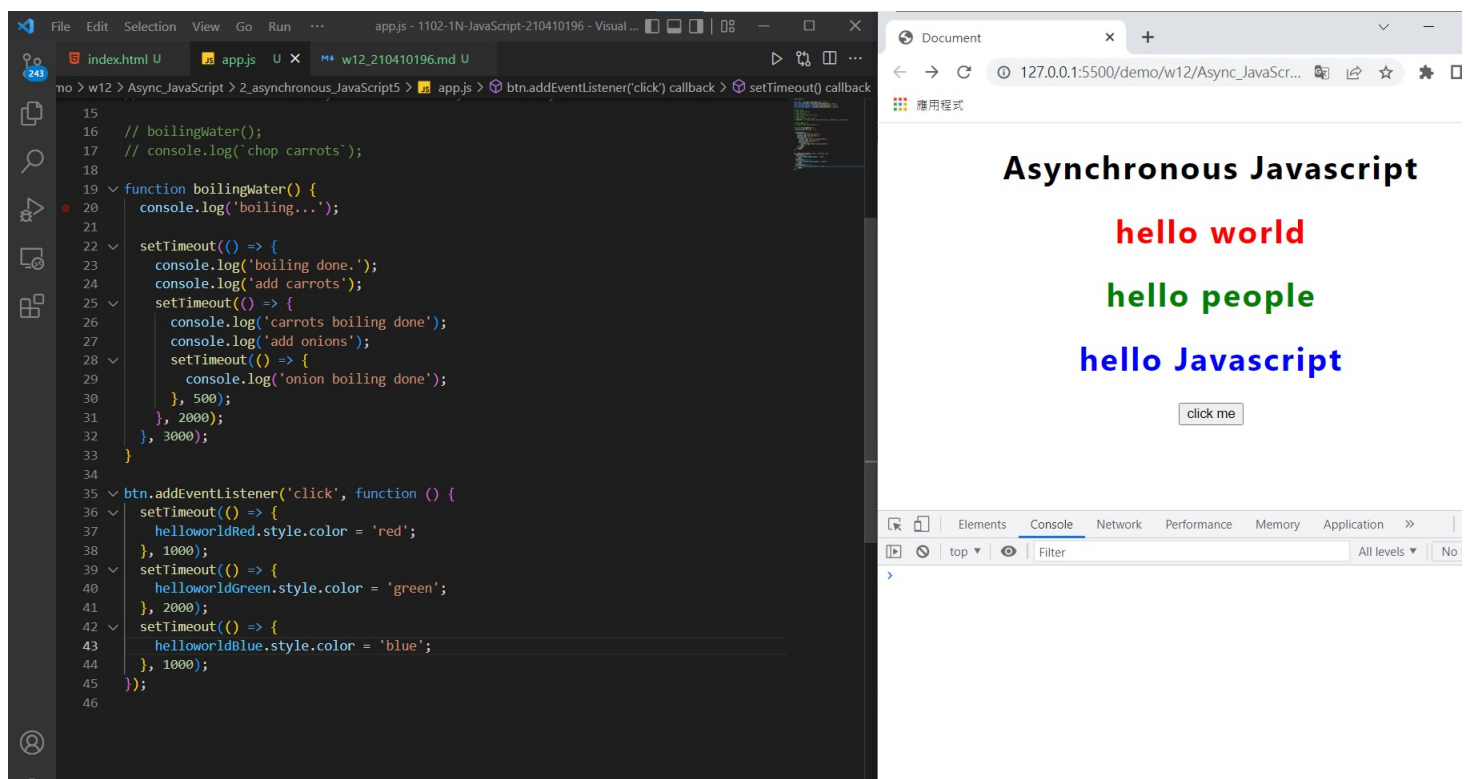 File Edit Selection View Go Run ··· app.js - 1102-1N-JavaScript-210410196 - Visual ...
index.html U app.js U M↓ w12_210410196.md U
mo > w12 > Async_JavaScript > 2_asynchronous_JavaScript5 > JS app.js > btn.addEventListener('click') callback > setTimeout() callback
243
15
16 // boilingWater();
17 // console.log(`chop carrots`);
18
19 function boilingWater() {
20 console.log('boiling...');
21
22 setTimeout(() => {
23 console.log('boiling done.');
24 console.log('add carrots');
25 setTimeout(() => {
26 console.log('carrots boiling done');
27 console.log('add onions');
28 setTimeout(() => {
29 console.log('onion boiling done');
30 }, 500);
31 }, 2000);
32 }, 3000);
33 }
34
35 btn.addEventListener('click', function () {
36 setTimeout(() => {
37 helloworldRed.style.color = 'red';
38 }, 1000);
39 setTimeout(() => {
40 helloworldGreen.style.color = 'green';
41 }, 2000);
42 setTimeout(() => {
43 helloworldBlue.style.color = 'blue';
44 }, 1000);
45 });
46
Document
127.0.0.1:5500/demo/w12/Async_JavaScr...
應用程式
Asynchronous Javascript
hello world
hello people
hello Javascript
click me
Elements Console Network Performance Memory Application »
top ▼ Filter All levels ▼ No
>